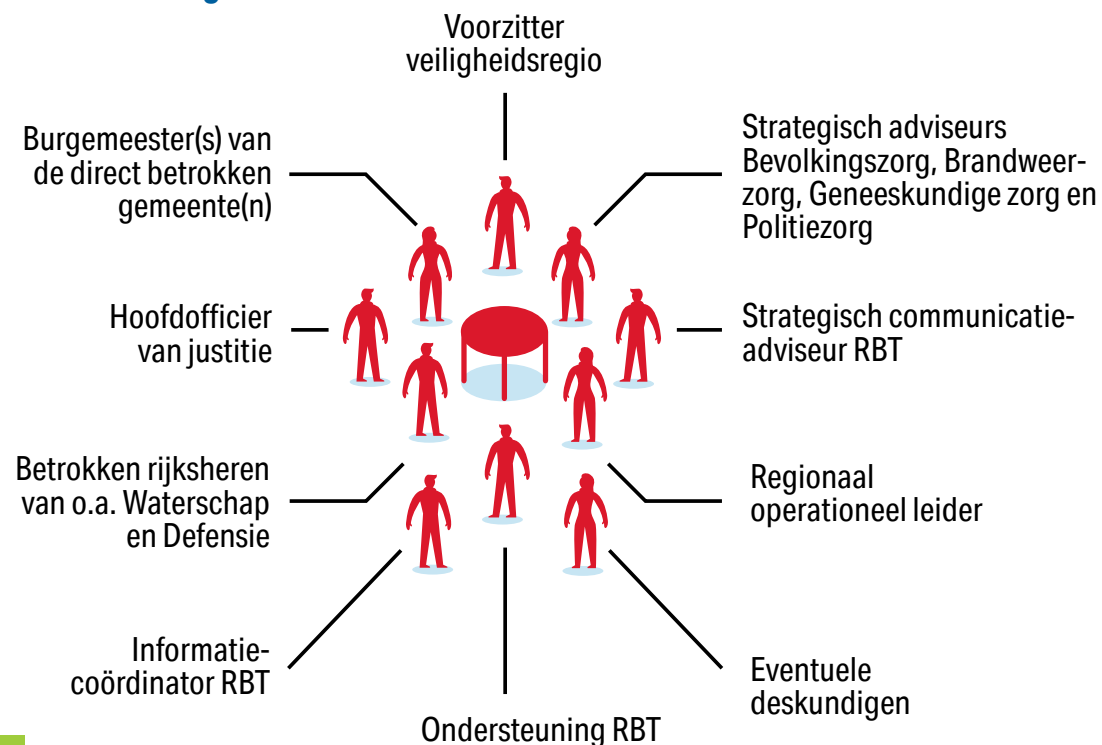 Voorzitter
veiligheidsregio
Burgemeester(s) van
de direct betrokken
gemeente(n)
Strategisch adviseurs
Bevolkingszorg, Brandweer-
zorg, Geneeskundige zorg en
Politiezorg
Hoofdofficier
van justitie
Strategisch communicatie-
adviseur RBT
Betrokken rijksheren
van o.a. Waterschap
en Defensie
Regionaal
operationeel leider
Informatie-
coördinator RBT
Eventuele
deskundigen
Ondersteuning RBT